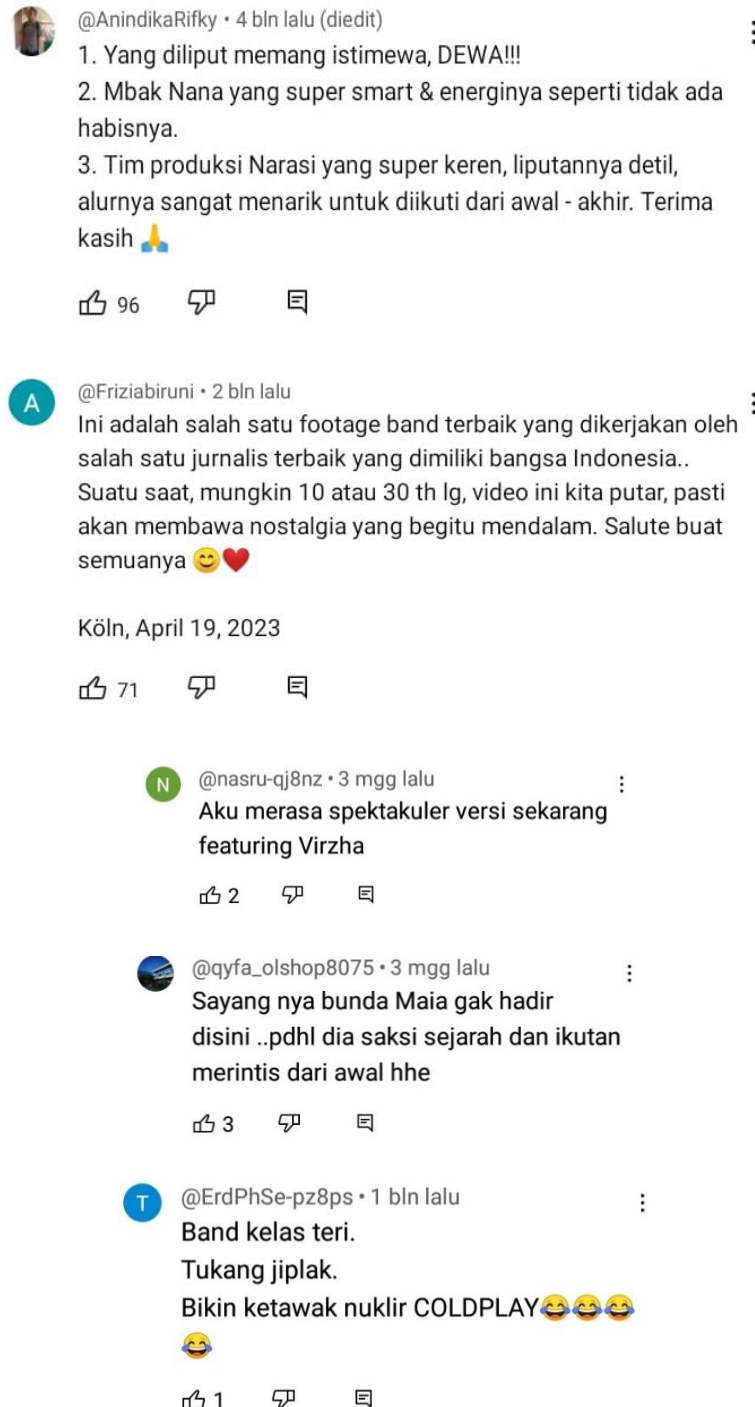 @AnindikaRifky • 4 bln lalu (diedit)
1. Yang diliput memang istimewa, DEWA!!!
2. Mbak Nana yang super smart & energinya seperti tidak ada
habisnya.
3. Tim produksi Narasi yang super keren, liputannya detil,
alurnya sangat menarik untuk diikuti dari awal - akhir. Terima
kasih 🙏
96
A
@Friziabiruni • 2 bln lalu
Ini adalah salah satu footage band terbaik yang dikerjakan oleh
salah satu jurnalis terbaik yang dimiliki bangsa Indonesia..
Suatu saat, mungkin 10 atau 30 th lg, video ini kita putar, pasti
akan membawa nostalgia yang begitu mendalam. Salute buat
semuanya 😊❤️
Köln, April 19, 2023
71
N
@nasru-qj8nz • 3 mgg lalu
Aku merasa spektakuler versi sekarang
featuring Virzha
2
@qyfa_olshop8075 • 3 mgg lalu
Sayang nya bunda Maia gak hadir
disini ..pdhl dia saksi sejarah dan ikutan
merintis dari awal hhe
3
T
@ErdPhSe-pz8ps • 1 bln lalu
Band kelas teri.
Tukang jiplak.
Bikin ketawak nuklir COLDPLAY😂😂😂
😂
1